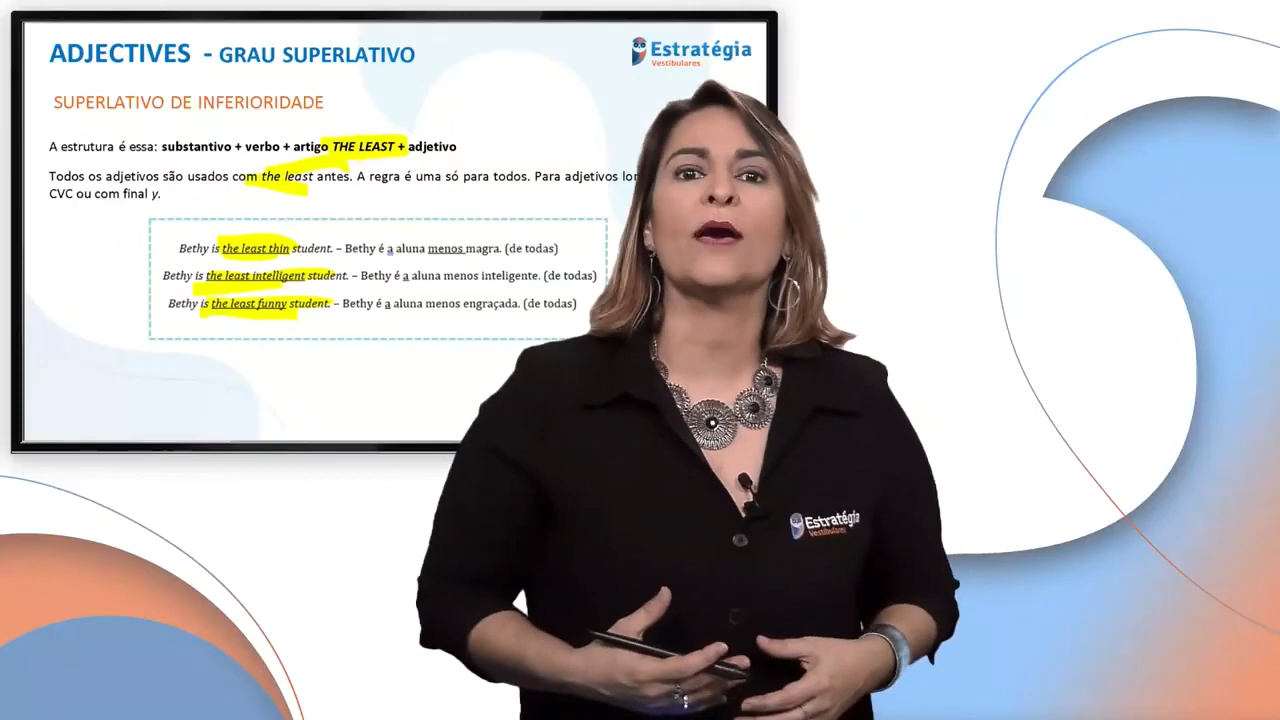 ADJECTIVES - GRAU SUPERLATIVO
Estratégia
Vestibulares
SUPERLATIVO DE INFERIORIDADE
A estrutura é essa: substantivo + verbo + artigo THE LEAST + adjetivo
Todos os adjetivos são usados com the least antes. A regra é uma só para todos. Para adjetivos
CVC ou com final y.
Bethy is the least thin student. – Bethy é a aluna menos magra. (de todas)
Bethy is the least intelligent student. – Bethy é a aluna menos inteligente. (de todas)
Bethy is the least funny student. – Bethy é a aluna menos engraçada. (de todas)
Estratégia
Vestibulares